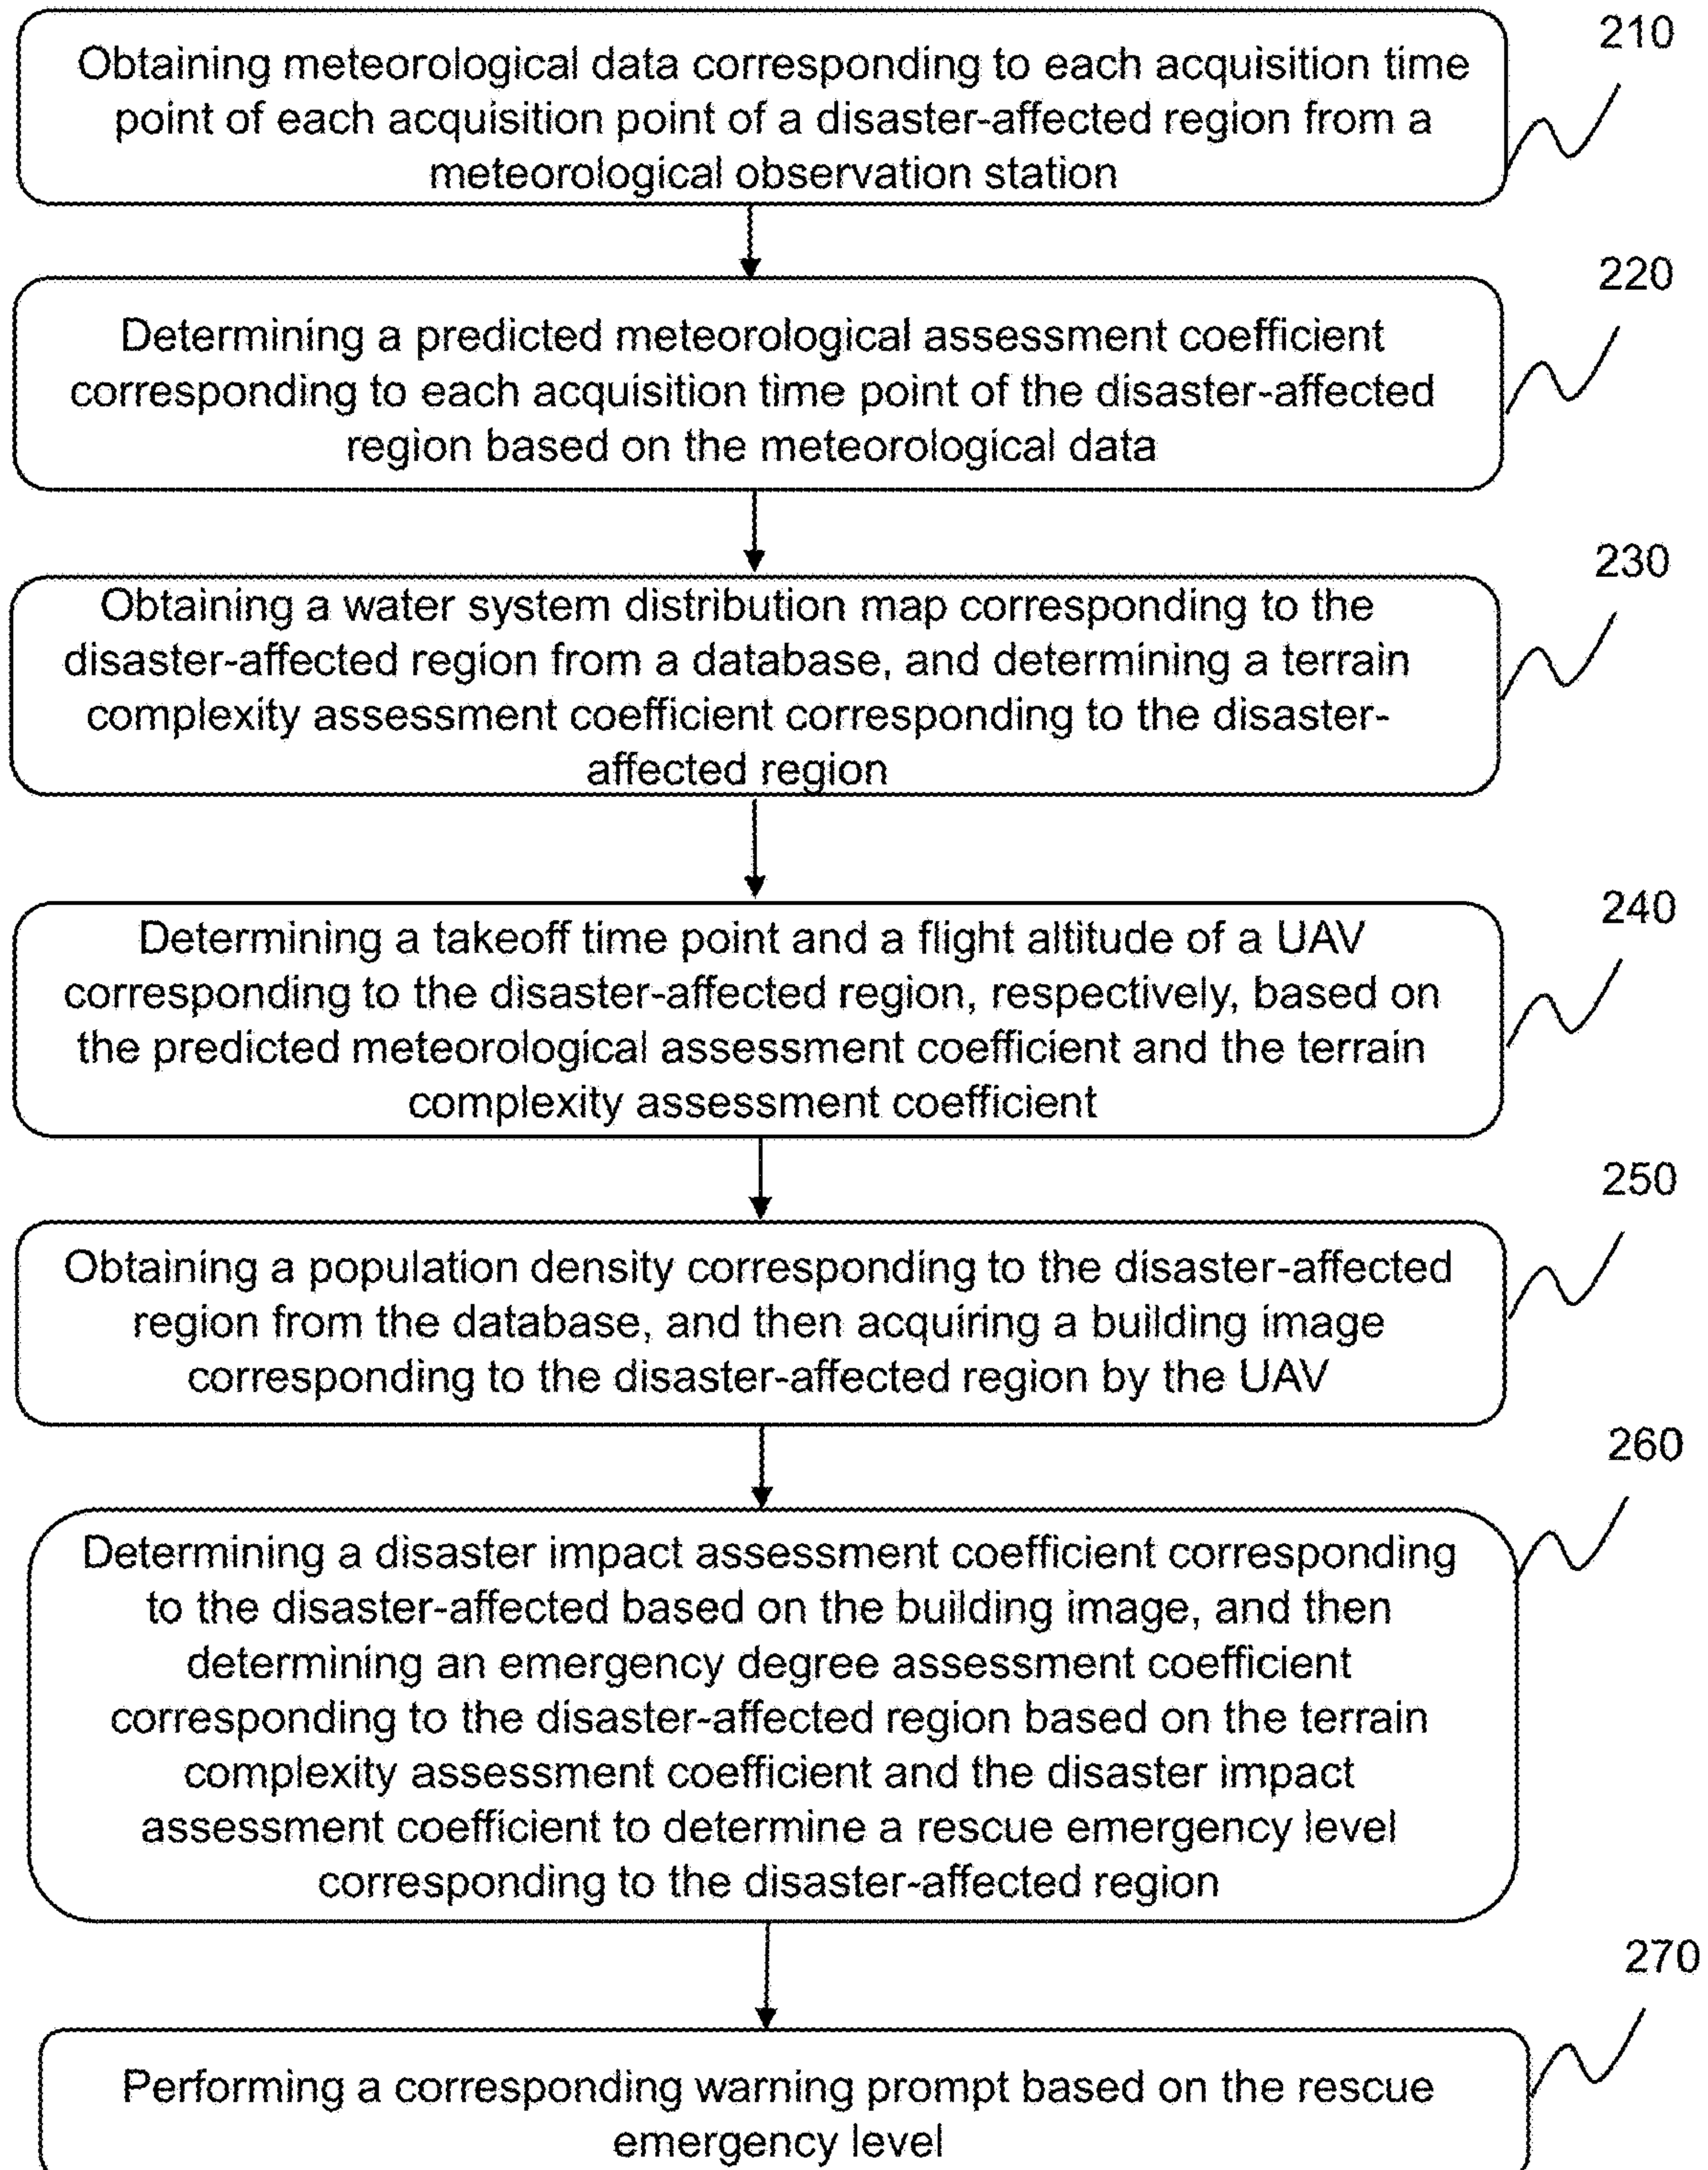 210
Obtaining meteorological data corresponding to each acquisition time
point of each acquisition point of a disaster-affected region from a
meteorological observation station
220
Determining a predicted meteorological assessment coefficient
corresponding to each acquisition time point of the disaster-affected
region based on the meteorological data
230
Obtaining a water system distribution map corresponding to the
disaster-affected region from a database, and determining a terrain
complexity assessment coefficient corresponding to the disaster-
affected region
240
Determining a takeoff time point and a flight altitude of a UAV
corresponding to the disaster-affected region, respectively, based on
the predicted meteorological assessment coefficient and the terrain
complexity assessment coefficient
250
Obtaining a population density corresponding to the disaster-affected
region from the database, and then acquiring a building image
corresponding to the disaster-affected region by the UAV
260
Determining a disaster impact assessment coefficient corresponding
to the disaster-affected based on the building image, and then
determining an emergency degree assessment coefficient
corresponding to the disaster-affected region based on the terrain
complexity assessment coefficient and the disaster impact
assessment coefficient to determine a rescue emergency level
corresponding to the disaster-affected region
270
Performing a corresponding warning prompt based on the rescue
emergency level